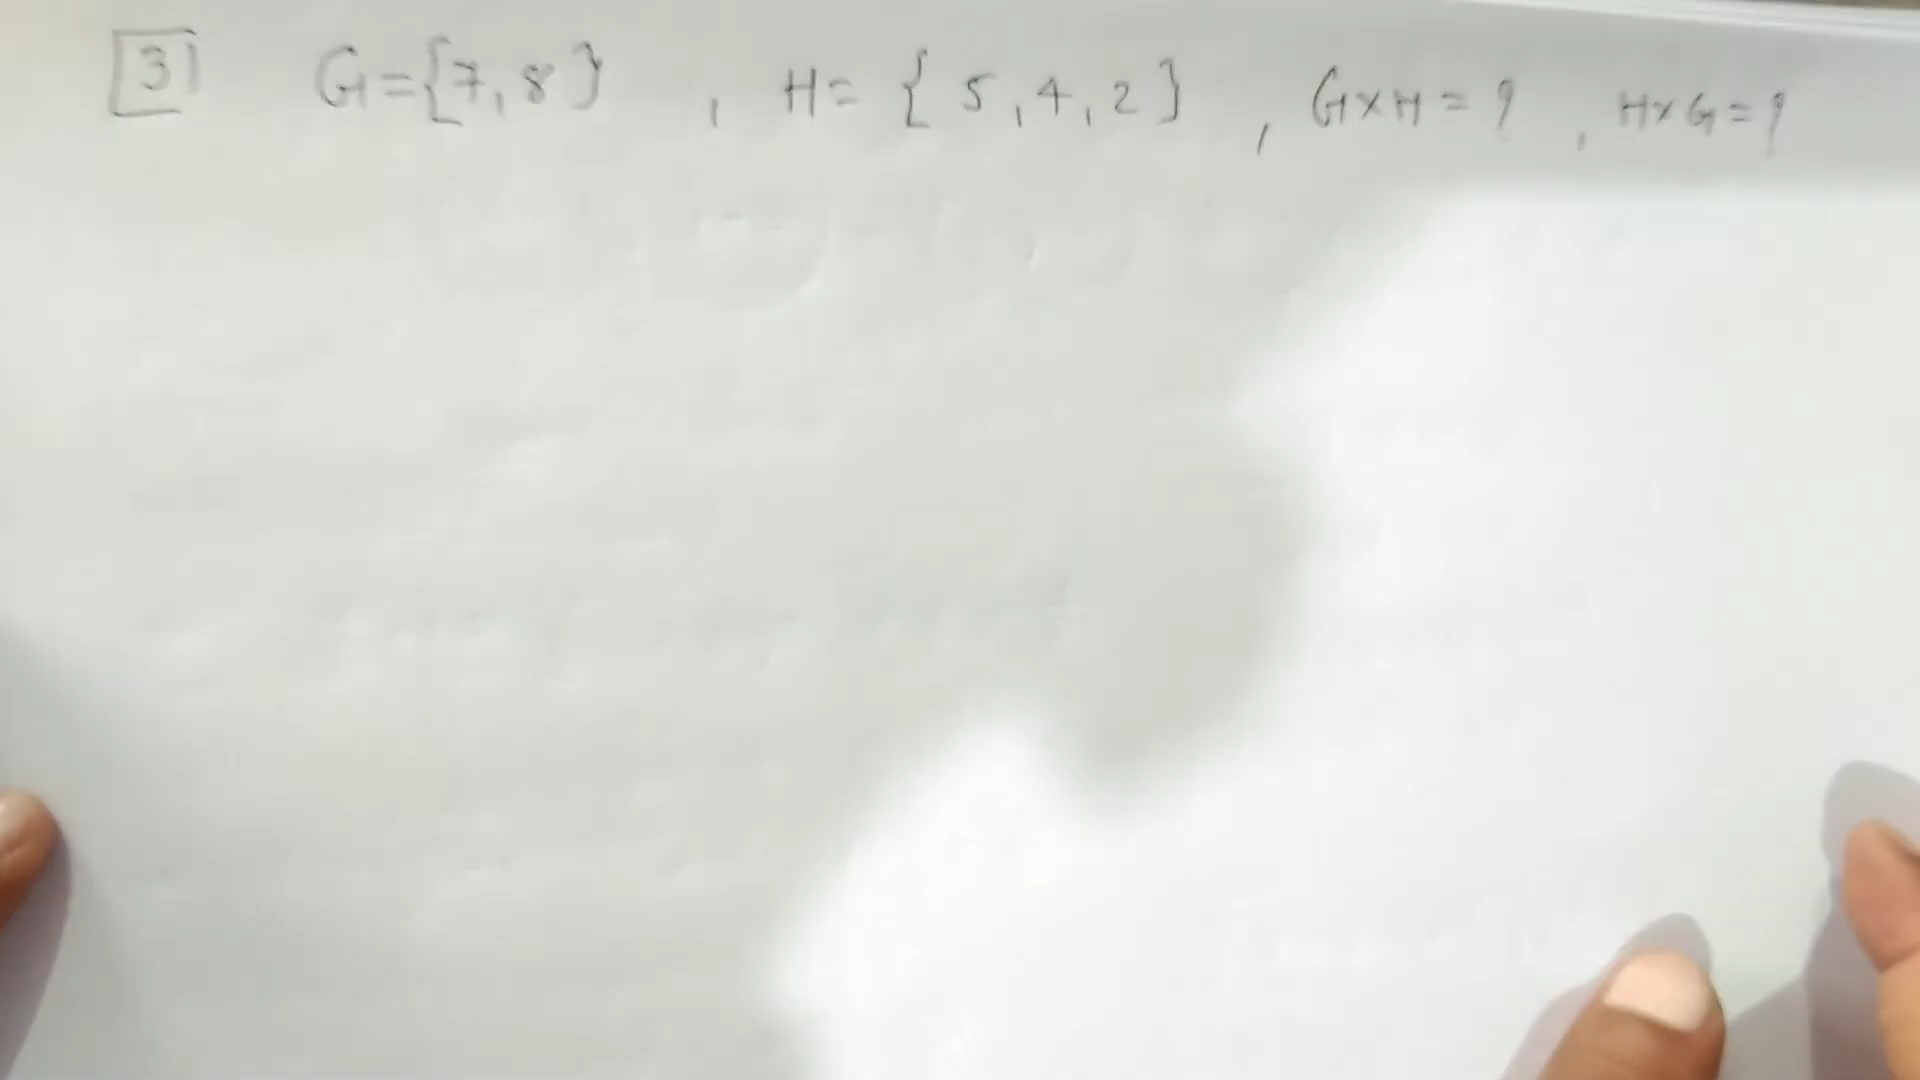 3 G={7,8} , H= { 5,4,2} , G×H = ? , H×G = ?